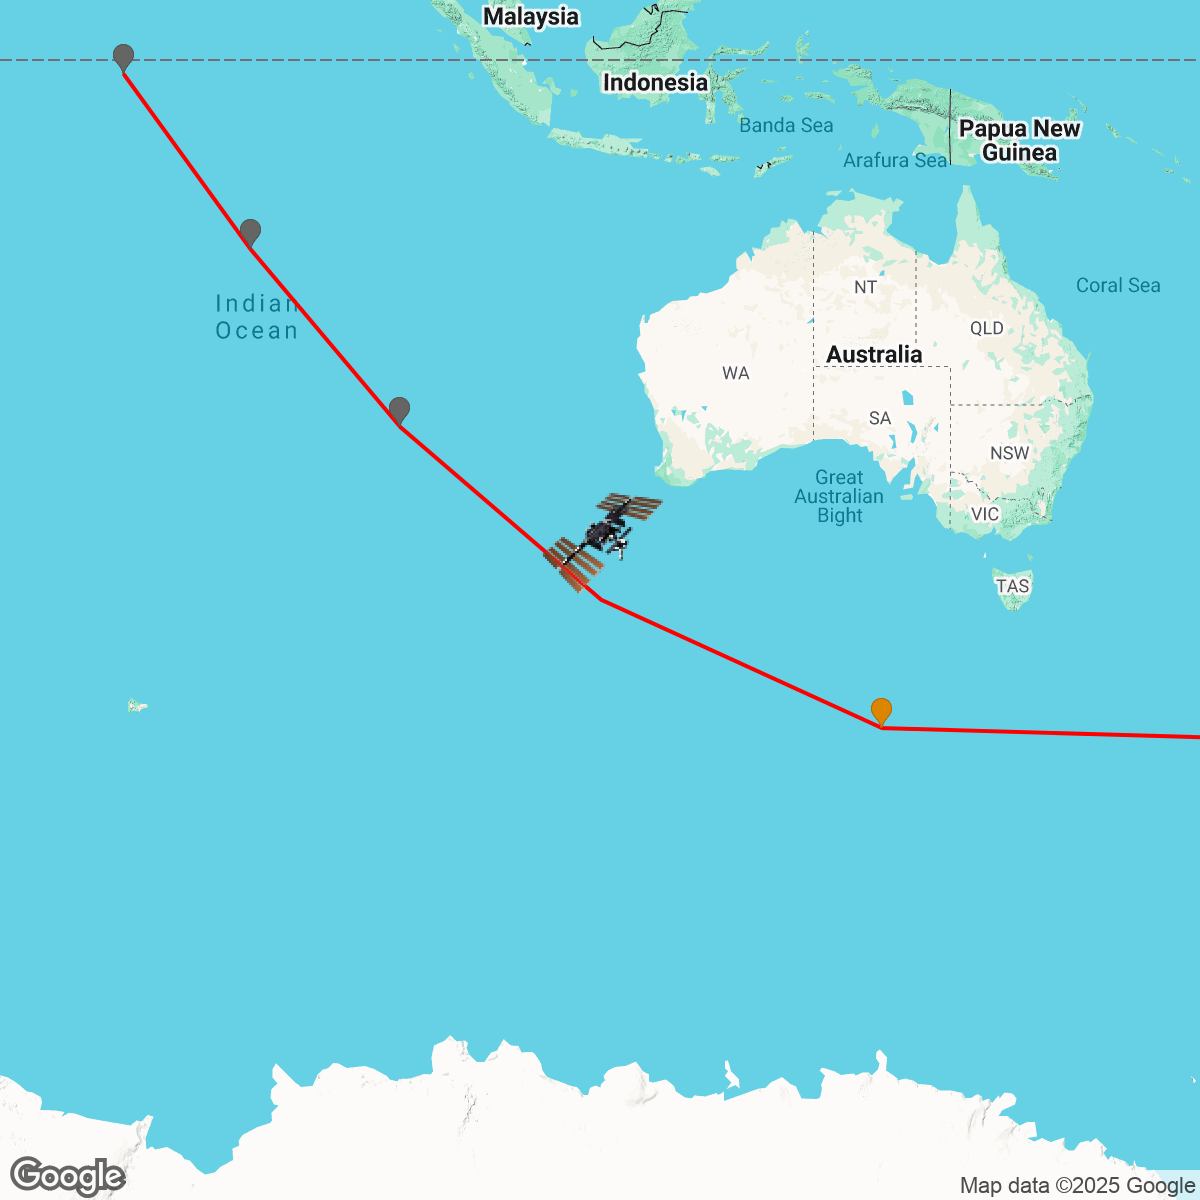 Malaysia
Indonesia
Banda Sea
Papua New
Guinea
Arafura Sea
NT
Coral Sea
Indian
Ocean
QLD
Australia
WA
SA
NSW
Great
Australian
Bight
VIC
TAS
Google
Map data ©2025 Google